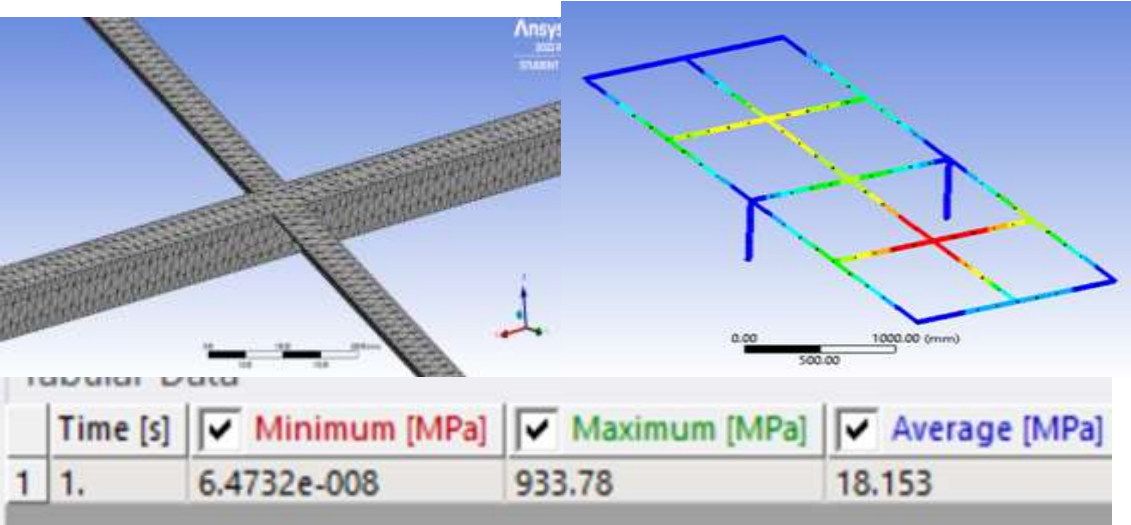 Ansys
STUDENT
0.00
1000.00 (mm)
500.00
Tabular Data
Time [s] Minimum [MPa] Maximum [MPa] Average [MPa]
1 1. 6.4732e-008 933.78 18.153